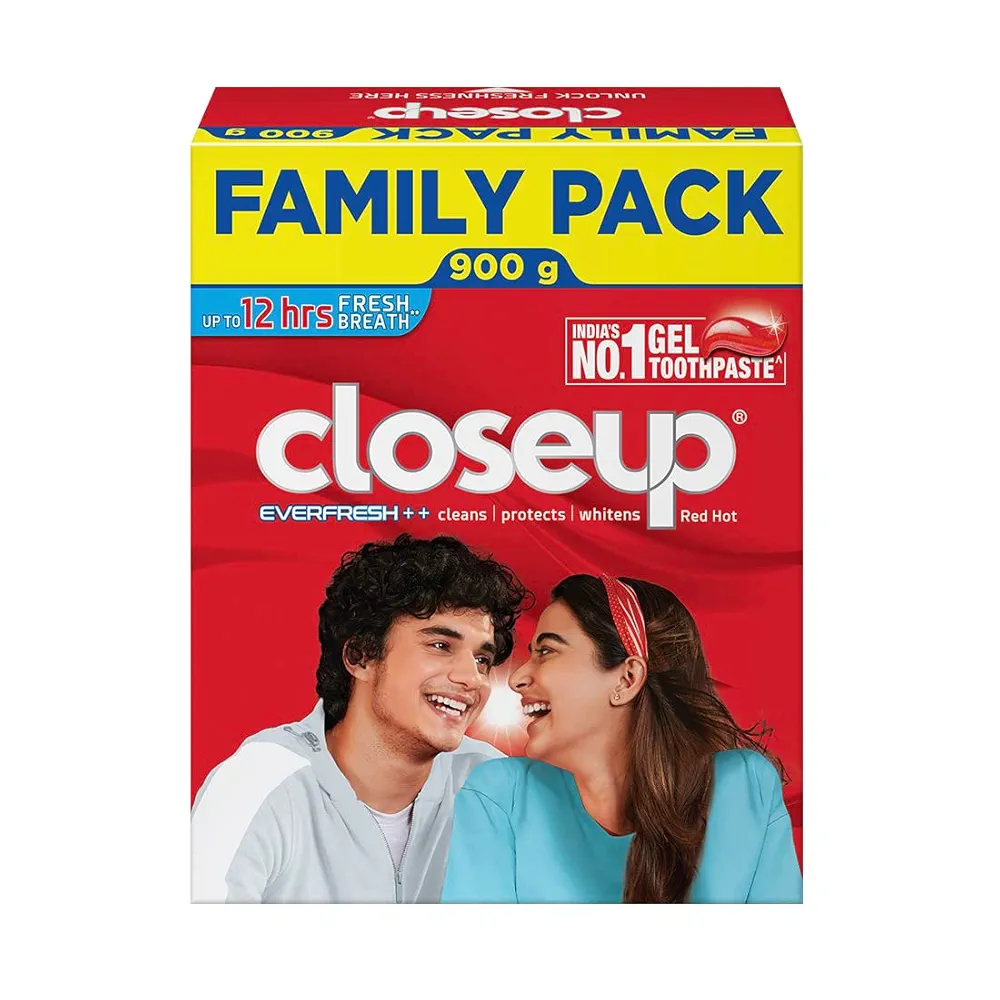 UNLOCK FRESHNESS HERE
closeup
FAMILY PACK 900 g
FAMILY PACK
900 g
UP TO 12 hrs FRESH BREATH**
INDIA'S NO.1 GEL TOOTHPASTE^
closeup®
EVERFRESH++ cleans | protects | whitens Red Hot